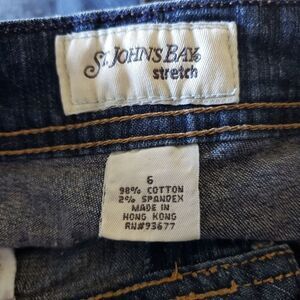 St. John's Bay
stretch
6
98% COTTON
2% SPANDEX
MADE IN
HONG KONG
RN#93677